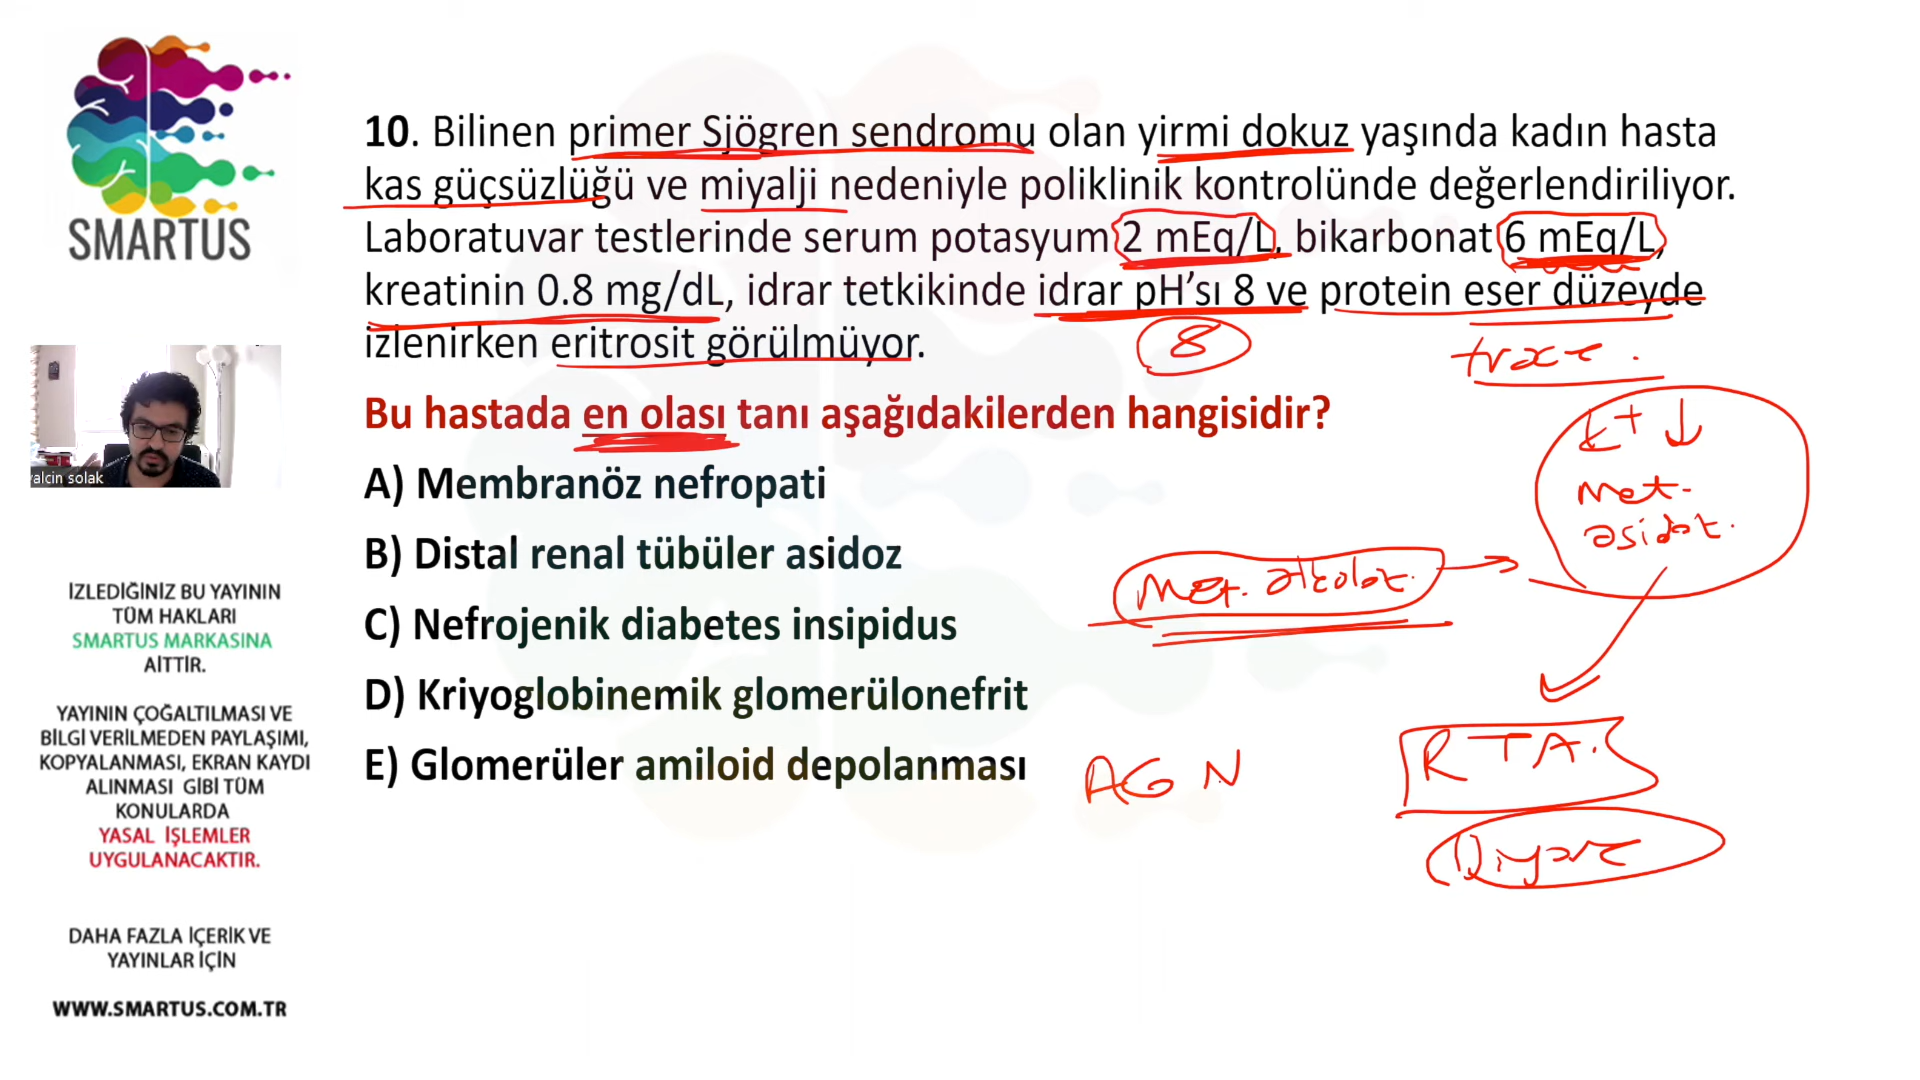 SMARTUS
10. Bilinen primer Sjögren sendromu olan yirmi dokuz yaşında kadın hasta
kas güçsüzlüğü ve miyalji nedeniyle poliklinik kontrolünde değerlendiriliyor.
Laboratuvar testlerinde serum potasyum 2 mEq/L, bikarbonat 6 mEq/L,
kreatinin 0.8 mg/dL, idrar tetkikinde idrar pH’sı 8 ve protein eser düzeyde
izlenirken eritrosit görülmüyor.
8
trace.
Bu hastada en olası tanı aşağıdakilerden hangisidir?
A) Membranöz nefropati
B) Distal renal tübüler asidoz
C) Nefrojenik diabetes insipidus
D) Kriyoglobinemik glomerülonefrit
E) Glomerüler amiloid depolanması
K+ ↓
Met.
asidoz.
Met. alkaloz.
RTA.
AGN
Diyare
yalcin solak
İZLEDİĞİNİZ BU YAYININ
TÜM HAKLARI
SMARTUS MARKASINA
AİTTİR.
YAYININ ÇOĞALTILMASI VE
BİLGİ VERİLMEDEN PAYLAŞIMI,
KOPYALANMASI, EKRAN KAYDI
ALINMASI GİBİ TÜM
KONULARDA
YASAL İŞLEMLER
UYGULANACAKTIR.
DAHA FAZLA İÇERİK VE
YAYINLAR İÇİN
WWW.SMARTUS.COM.TR